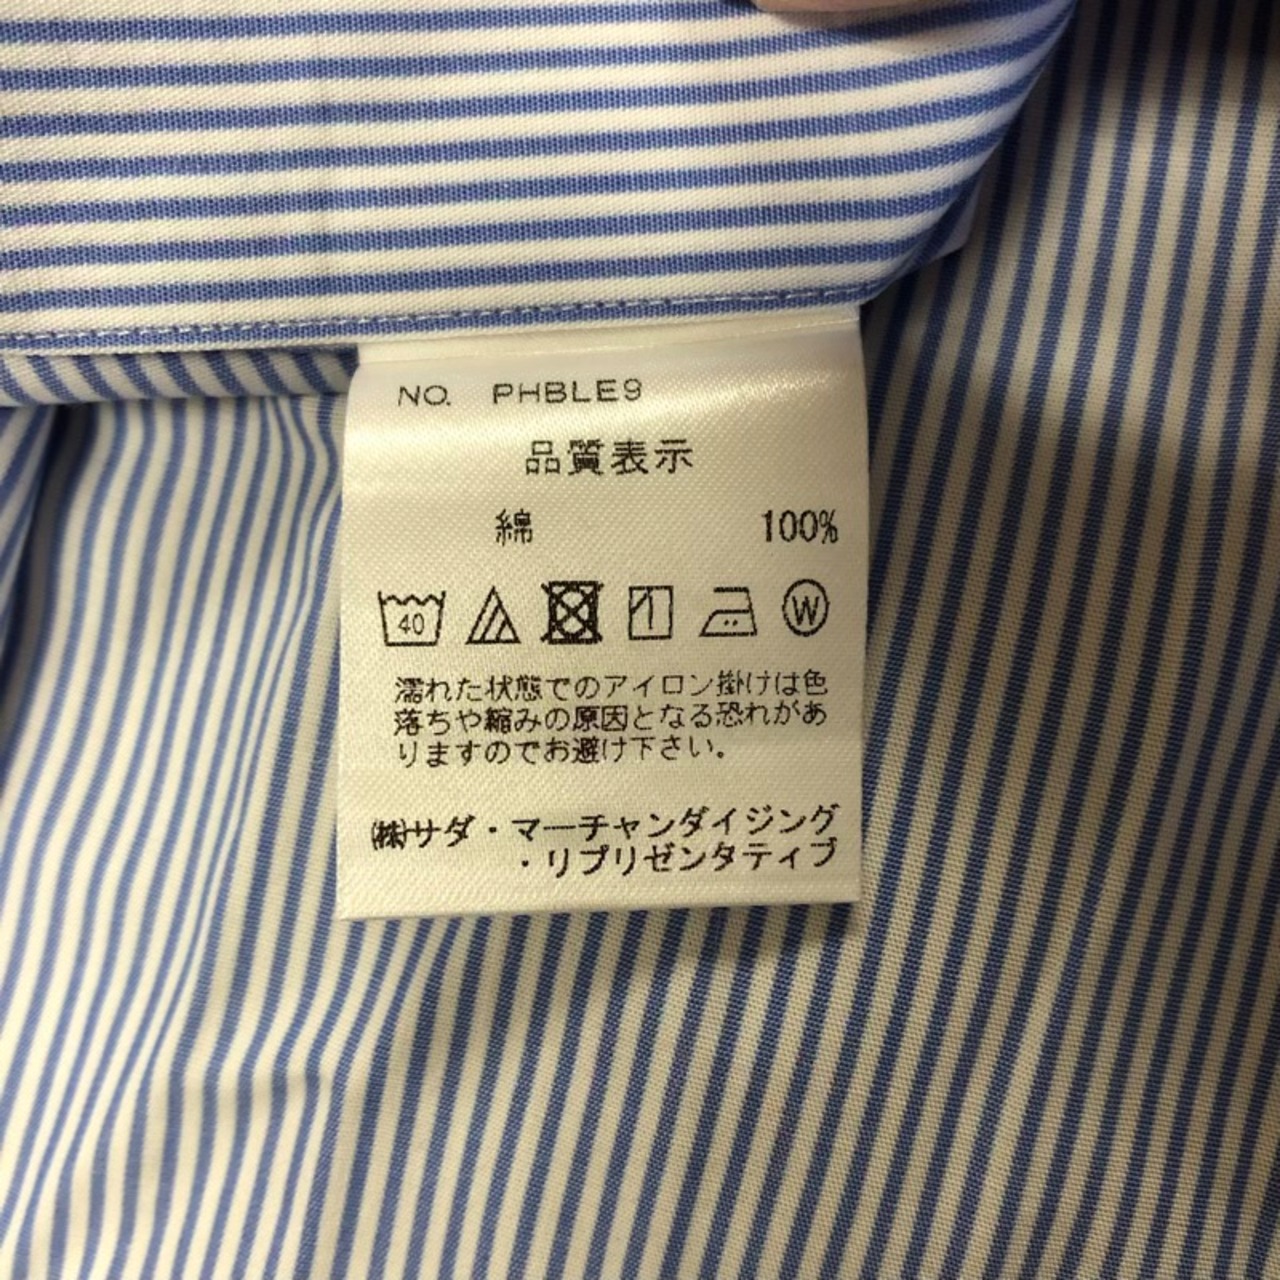 NO. PHBLE9
品質表示
綿 100%
40 W
濡れた状態でのアイロン掛けは色
落ちや縮みの原因となる恐れがあ
りますのでお避け下さい。
㈱サダ・マーチャンダイジング
・リプリゼンタティブ